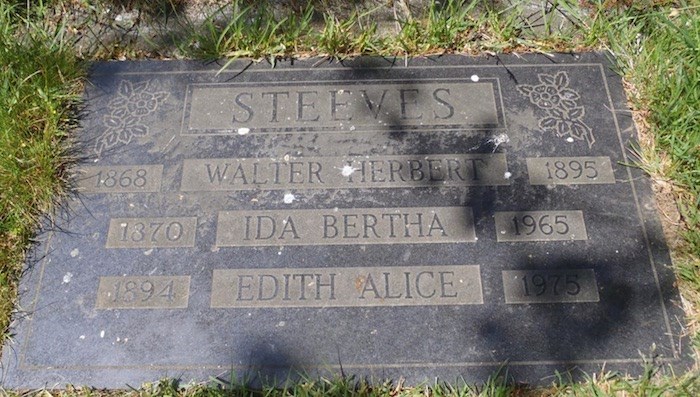 STEEVES
1868 WALTER HERBERT 1895
1870 IDA BERTHA 1965
1894 EDITH ALICE 1975